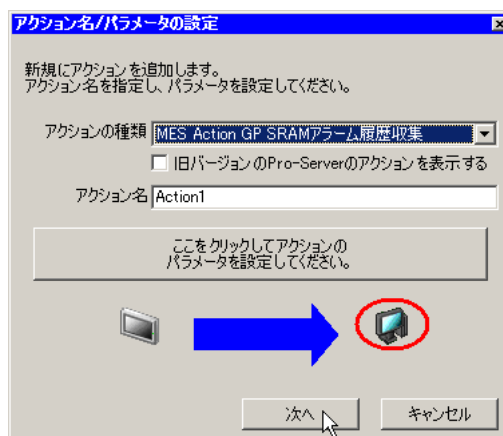 アクション名/パラメータの設定
新規にアクションを追加します。
アクション名を指定し、パラメータを設定してください。
アクションの種類 MES Action GP SRAMアラーム履歴収集
旧バージョンのPro-Serverのアクションを表示する
アクション名 Action1
ここをクリックしてアクションの
パラメータを設定してください。
次へ キャンセル